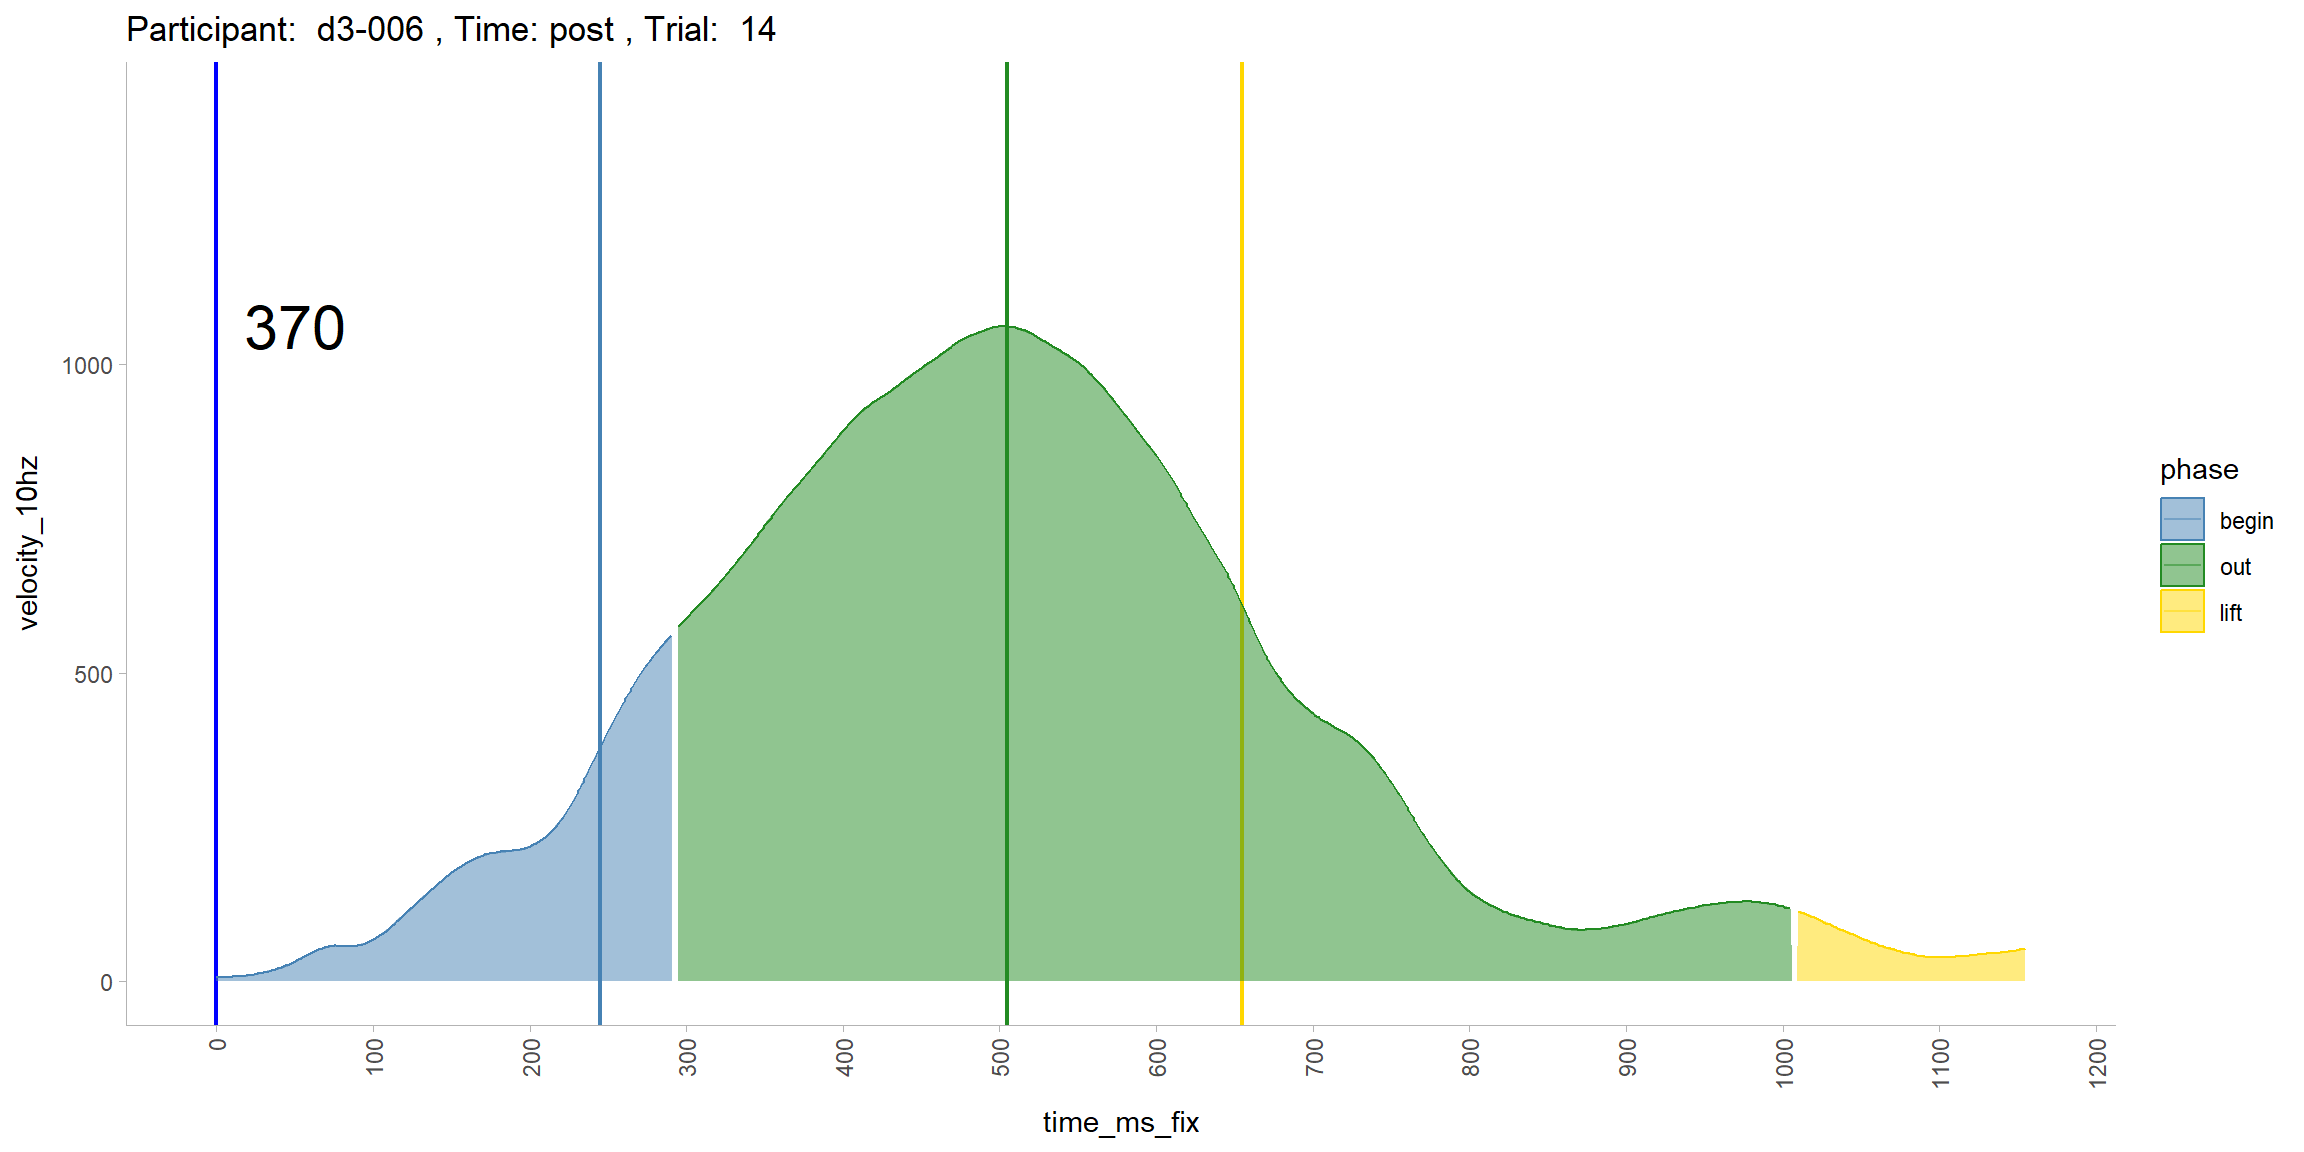 Participant:  d3-006 , Time: post , Trial:  14
370
1000
500
0
velocity_10hz
0
100
200
300
400
500
600
700
800
900
1000
1100
1200
time_ms_fix
phase
begin
out
lift